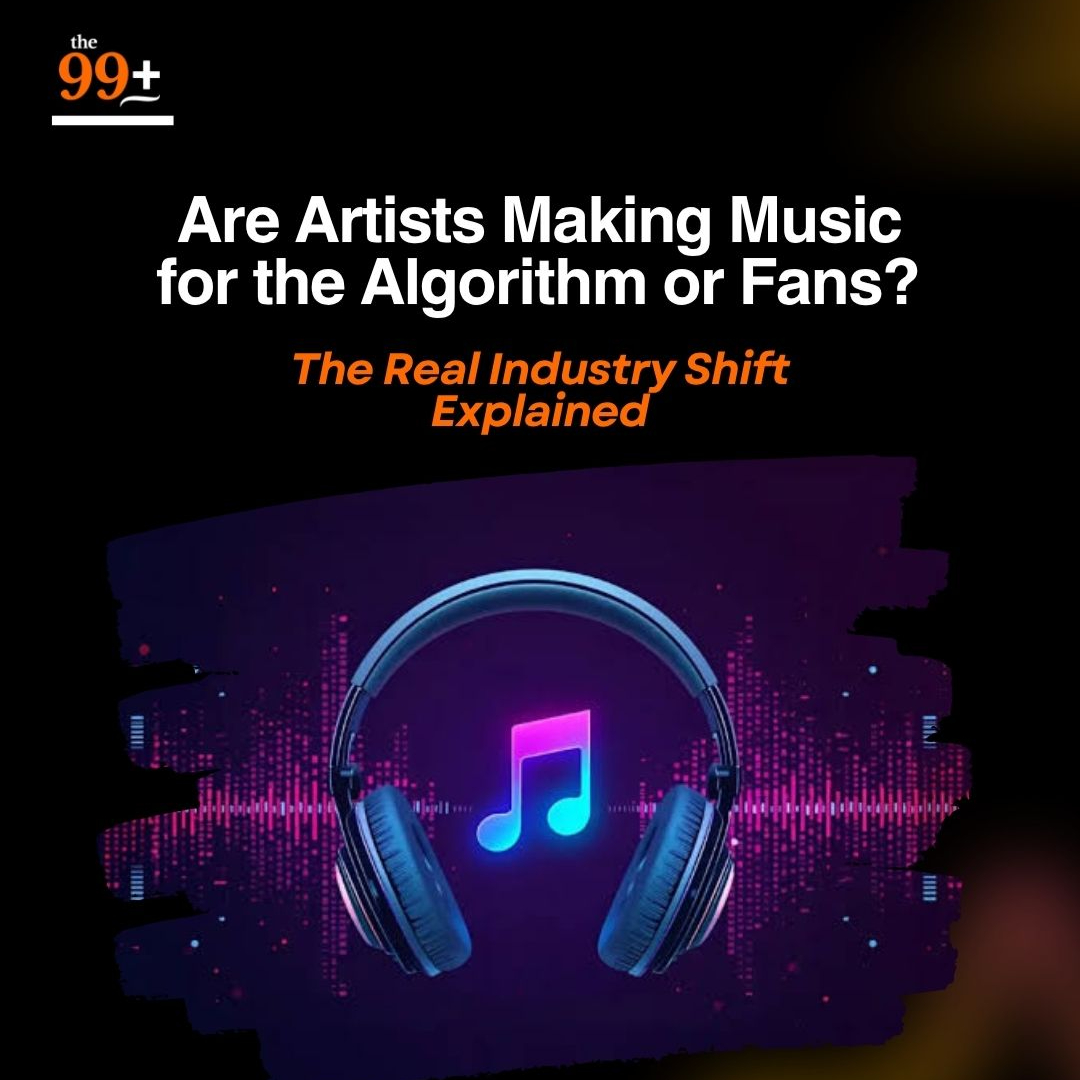 the
99+
Are Artists Making Music
for the Algorithm or Fans?
The Real Industry Shift
Explained